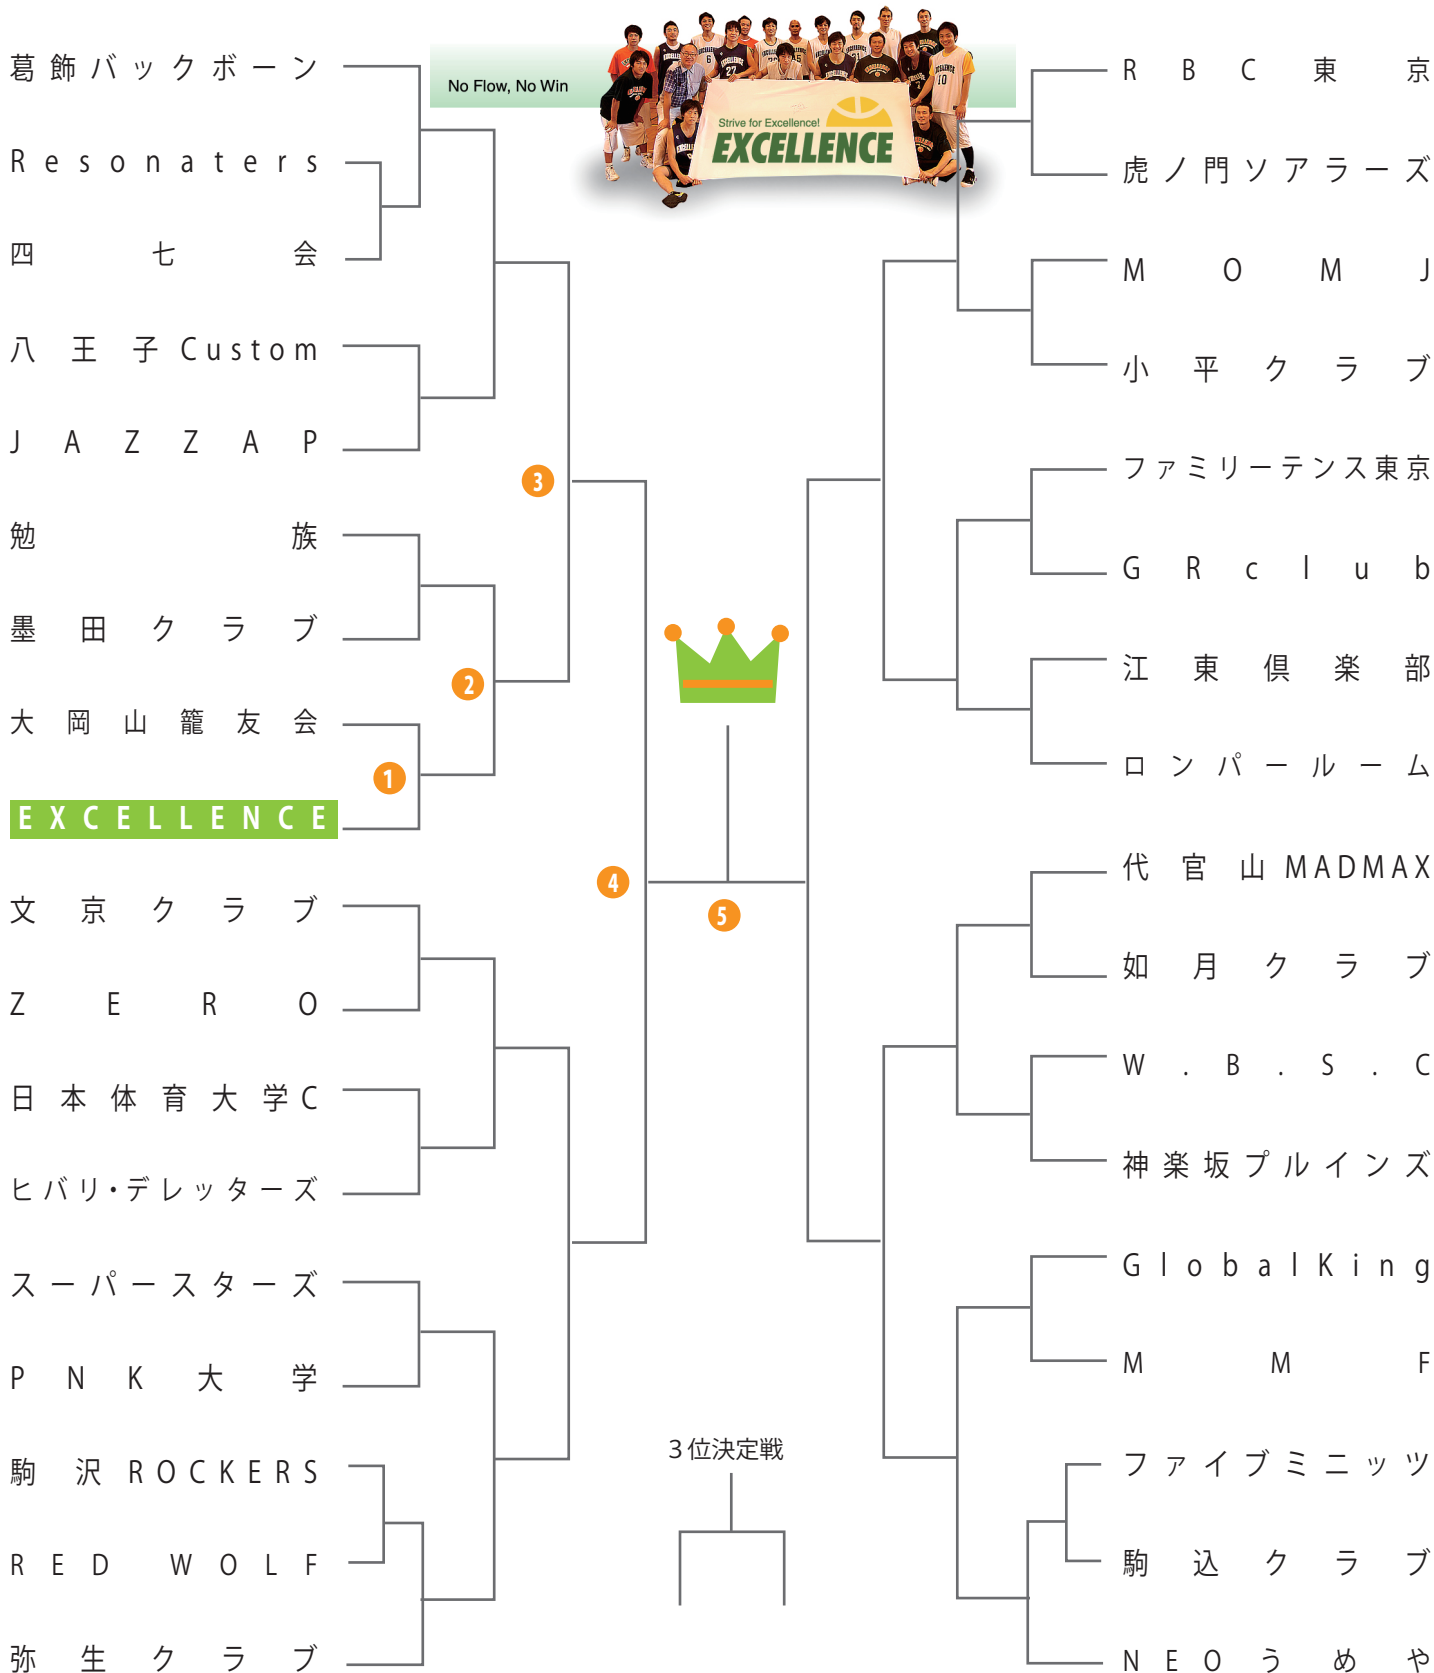 No Flow, No Win
Strive for Excellence!
EXCELLENCE
葛飾バックボーン
Resonaters
四七会
八王子Custom
JAZZAP
勉族
墨田クラブ
大岡山籠友会
EXCELLENCE
文京クラブ
ZERO
日本体育大学C
ヒバリ・デレッターズ
スーパースターズ
PNK大学
駒沢ROCKERS
RED WOLF
弥生クラブ
1
2
3
4
5
3位決定戦
RBC東京
虎ノ門ソアラーズ
MOMJ
小平クラブ
ファミリーテンス東京
GRclub
江東倶楽部
ロンパールーム
代官山MADMAX
如月クラブ
W.B.S.C
神楽坂プルインズ
GlobalKing
MMF
ファイブミニッツ
駒込クラブ
NEOうめや